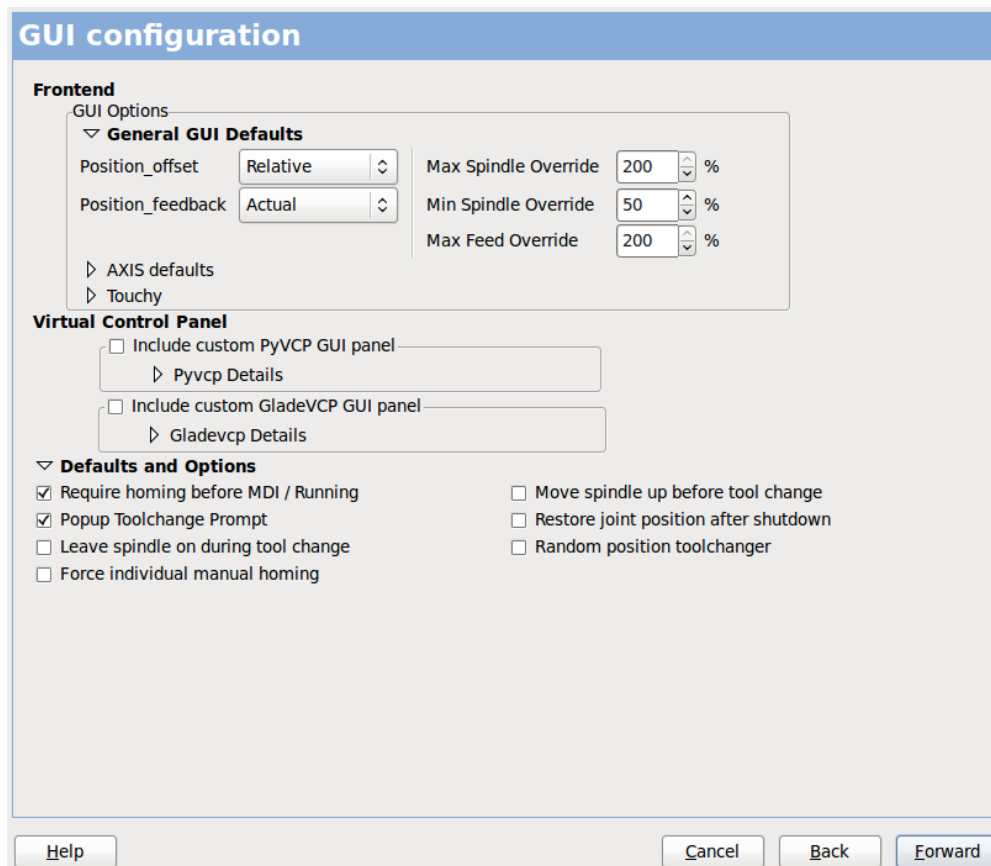 GUI configuration
Frontend
GUI Options
General GUI Defaults
Position_offset Relative Max Spindle Override 200 %
Position_feedback Actual Min Spindle Override 50 %
Max Feed Override 200 %
AXIS defaults
Touchy
Virtual Control Panel
Include custom PyVCP GUI panel
Pyvcp Details
Include custom GladeVCP GUI panel
Gladevcp Details
Defaults and Options
Require homing before MDI / Running Move spindle up before tool change
Popup Toolchange Prompt Restore joint position after shutdown
Leave spindle on during tool change Random position toolchanger
Force individual manual homing
Help Cancel Back Forward